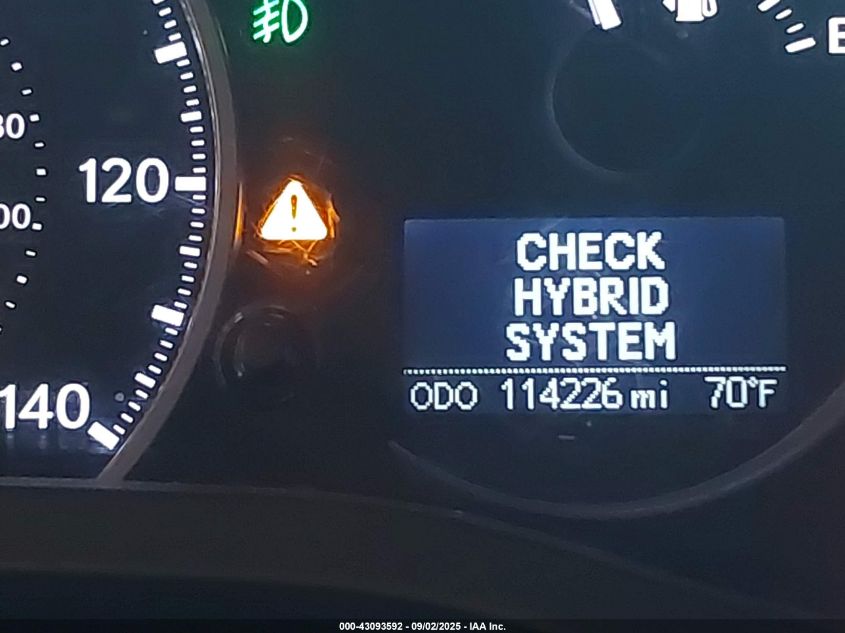 120
140
CHECK
HYBRID
SYSTEM
ODO 114226 mi 70°F
000-43093592 - 09/02/2025 - IAA Inc.